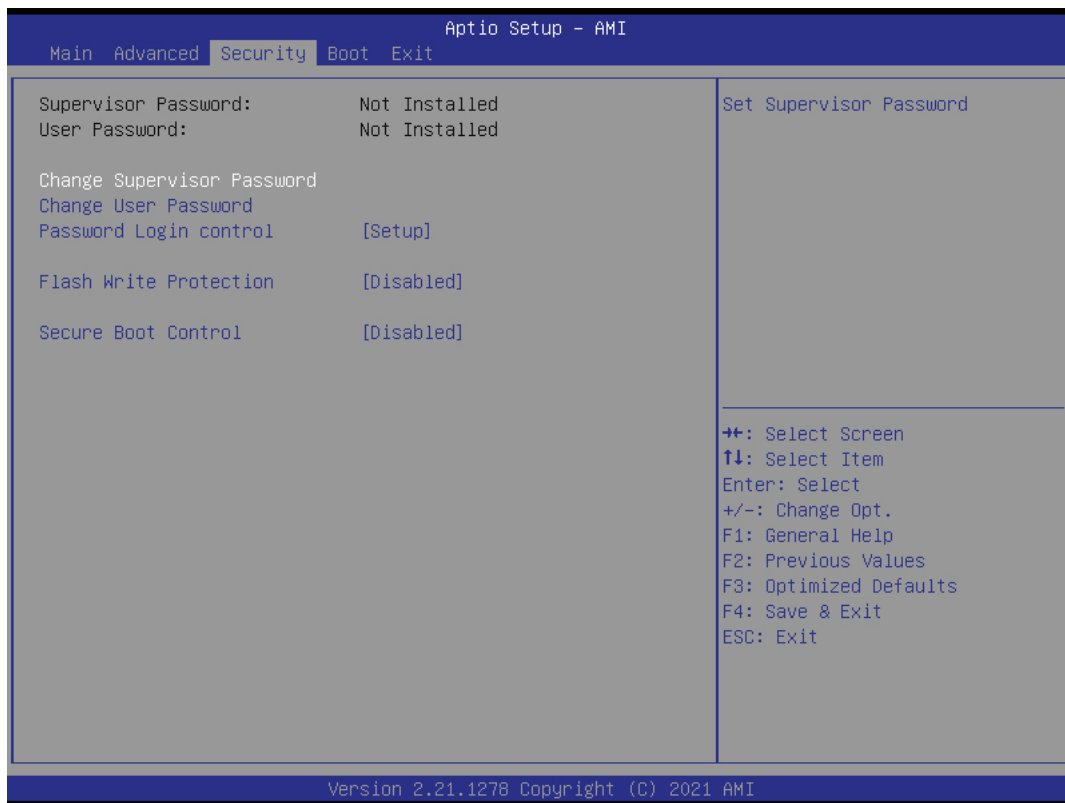 Aptio Setup – AMI
Main Advanced Security Boot Exit
Supervisor Password: Not Installed
User Password: Not Installed
Change Supervisor Password
Change User Password
Password Login control [Setup]
Flash Write Protection [Disabled]
Secure Boot Control [Disabled]
Set Supervisor Password
→←: Select Screen
↑↓: Select Item
Enter: Select
+/-: Change Opt.
F1: General Help
F2: Previous Values
F3: Optimized Defaults
F4: Save & Exit
ESC: Exit
Version 2.21.1278 Copyright (C) 2021 AMI